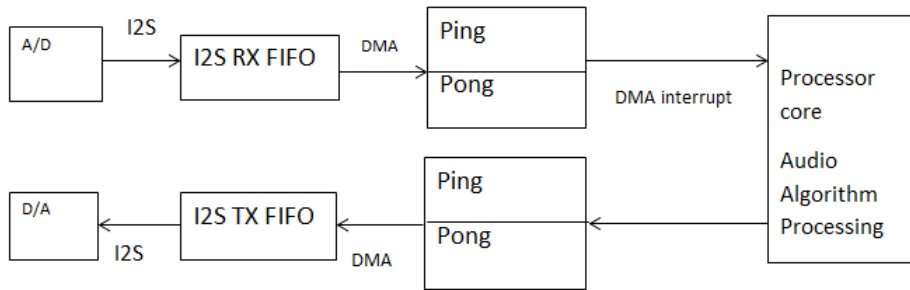 A/D
I2S
I2S RX FIFO
DMA
Ping
Pong
DMA interrupt
Processor
core
Audio
Algorithm
Processing
D/A
I2S
I2S TX FIFO
DMA
Ping
Pong